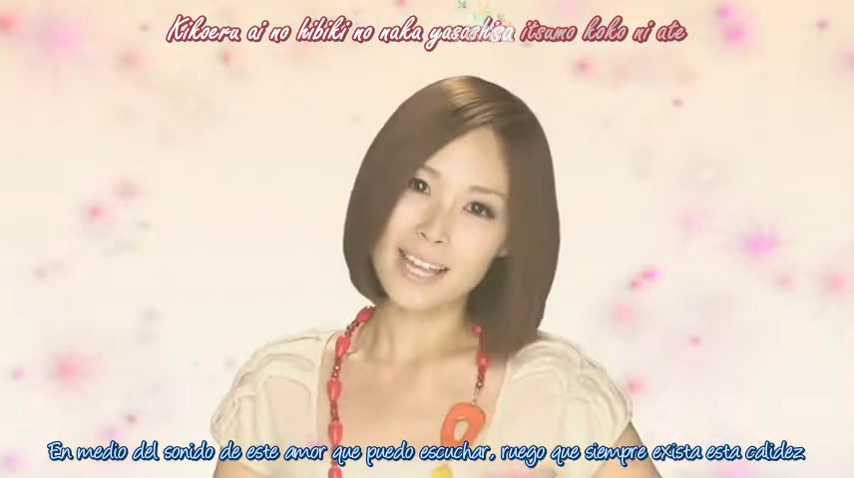 Kikoeru ai no hibiki no naka yasashisa itsumo koko ni ate
En medio del sonido de este amor que puedo escuchar, ruego que siempre exista esta calidez